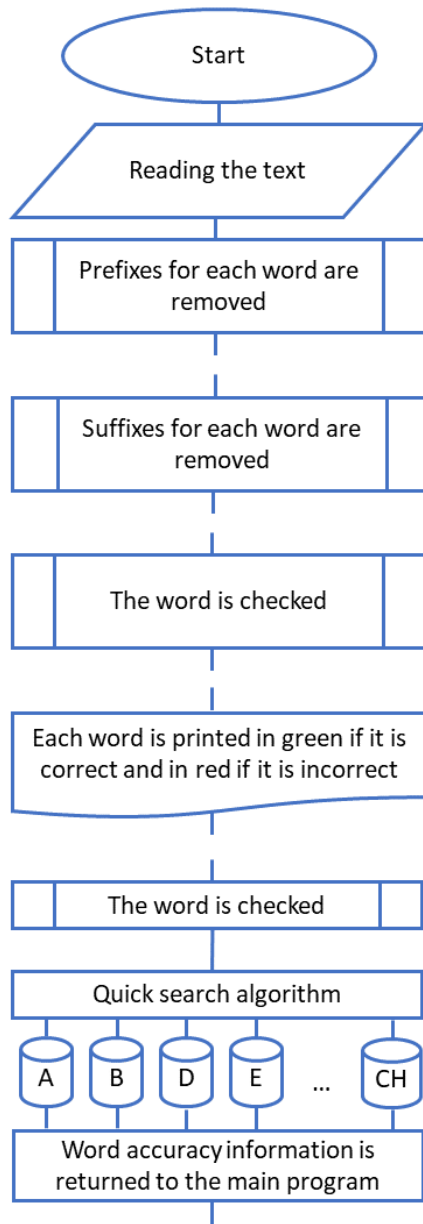 Start
Reading the text
Prefixes for each word are
removed
Suffixes for each word are
removed
The word is checked
Each word is printed in green if it is
correct and in red if it is incorrect
The word is checked
Quick search algorithm
A B D E ... CH
Word accuracy information is
returned to the main program